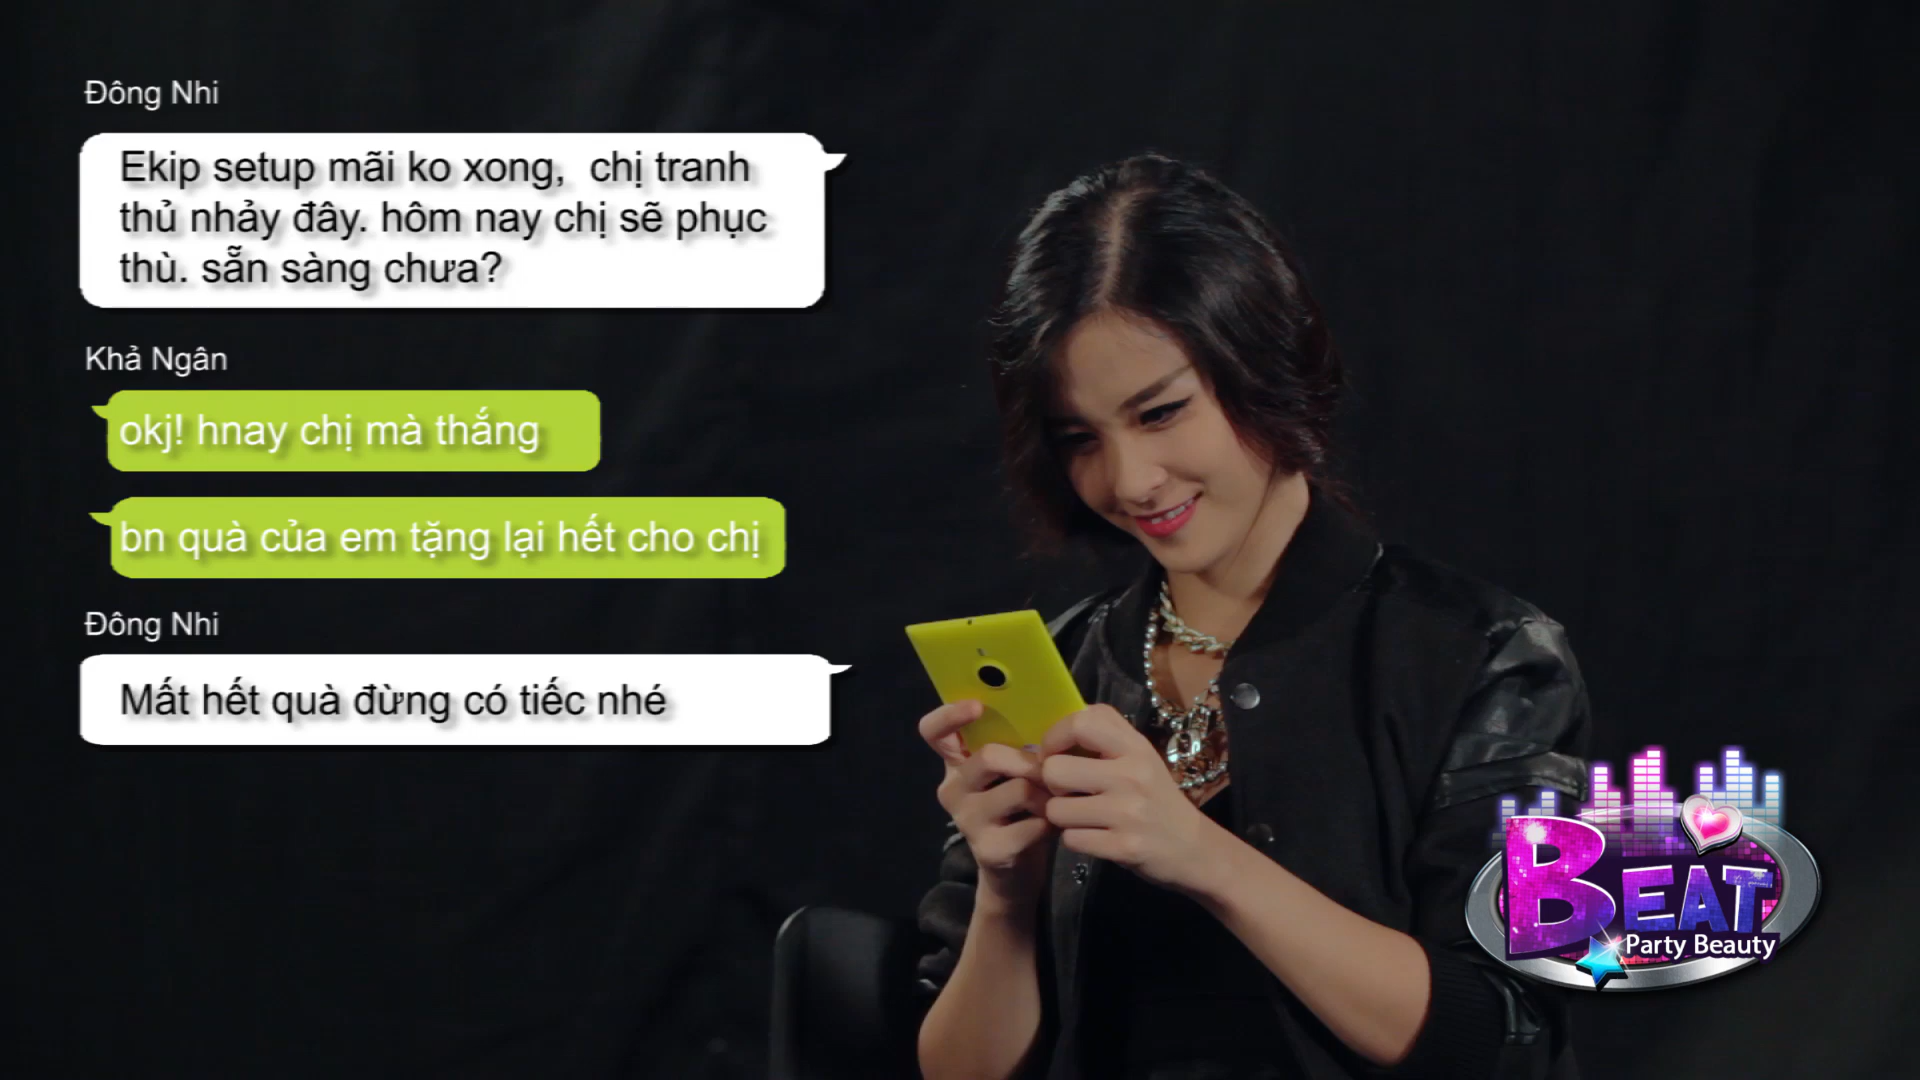 Đông Nhi
Ekip setup mãi ko xong,  chị tranh
thủ nhảy đây. hôm nay chị sẽ phục
thù. sẵn sàng chưa?
Khả Ngân
okj! hnay chị mà thắng
bn quà của em tặng lại hết cho chị
Đông Nhi
Mất hết quà đừng có tiếc nhé
BEAT
Party Beauty